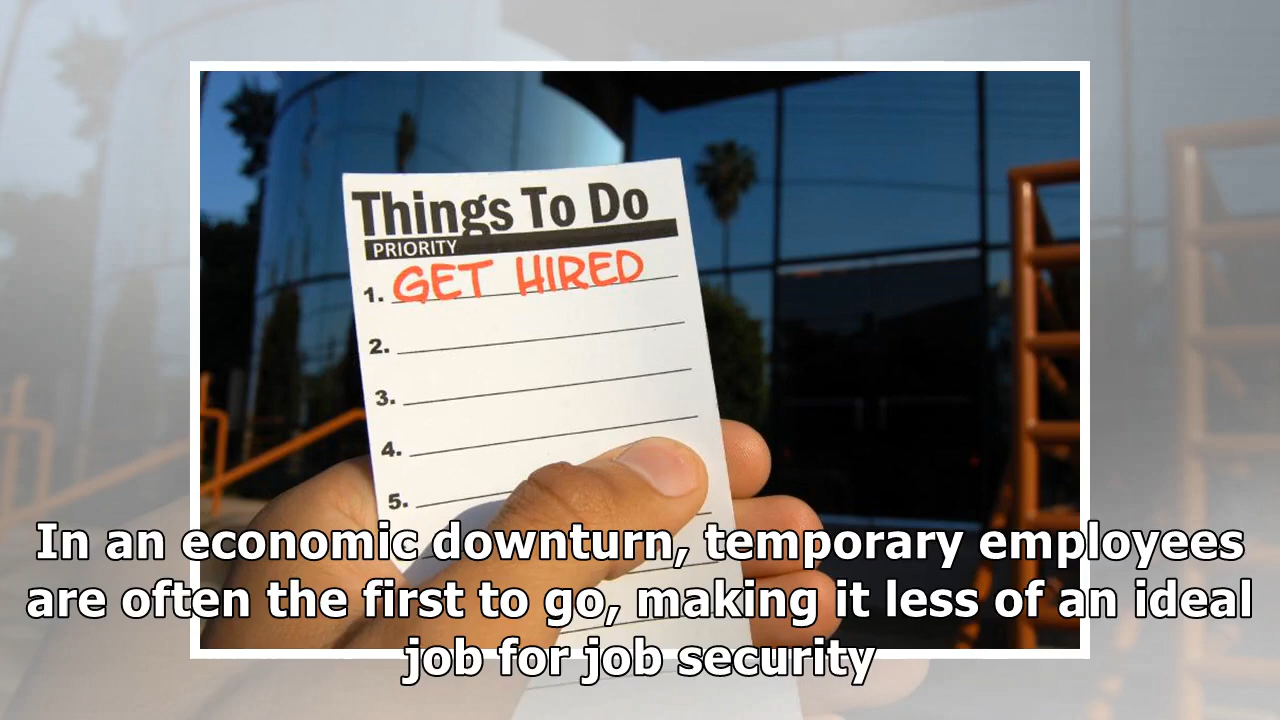 Things To Do
PRIORITY
1. GET HIRED
2.
3.
4.
5.
In an economic downturn, temporary employees
are often the first to go, making it less of an ideal
job for job security